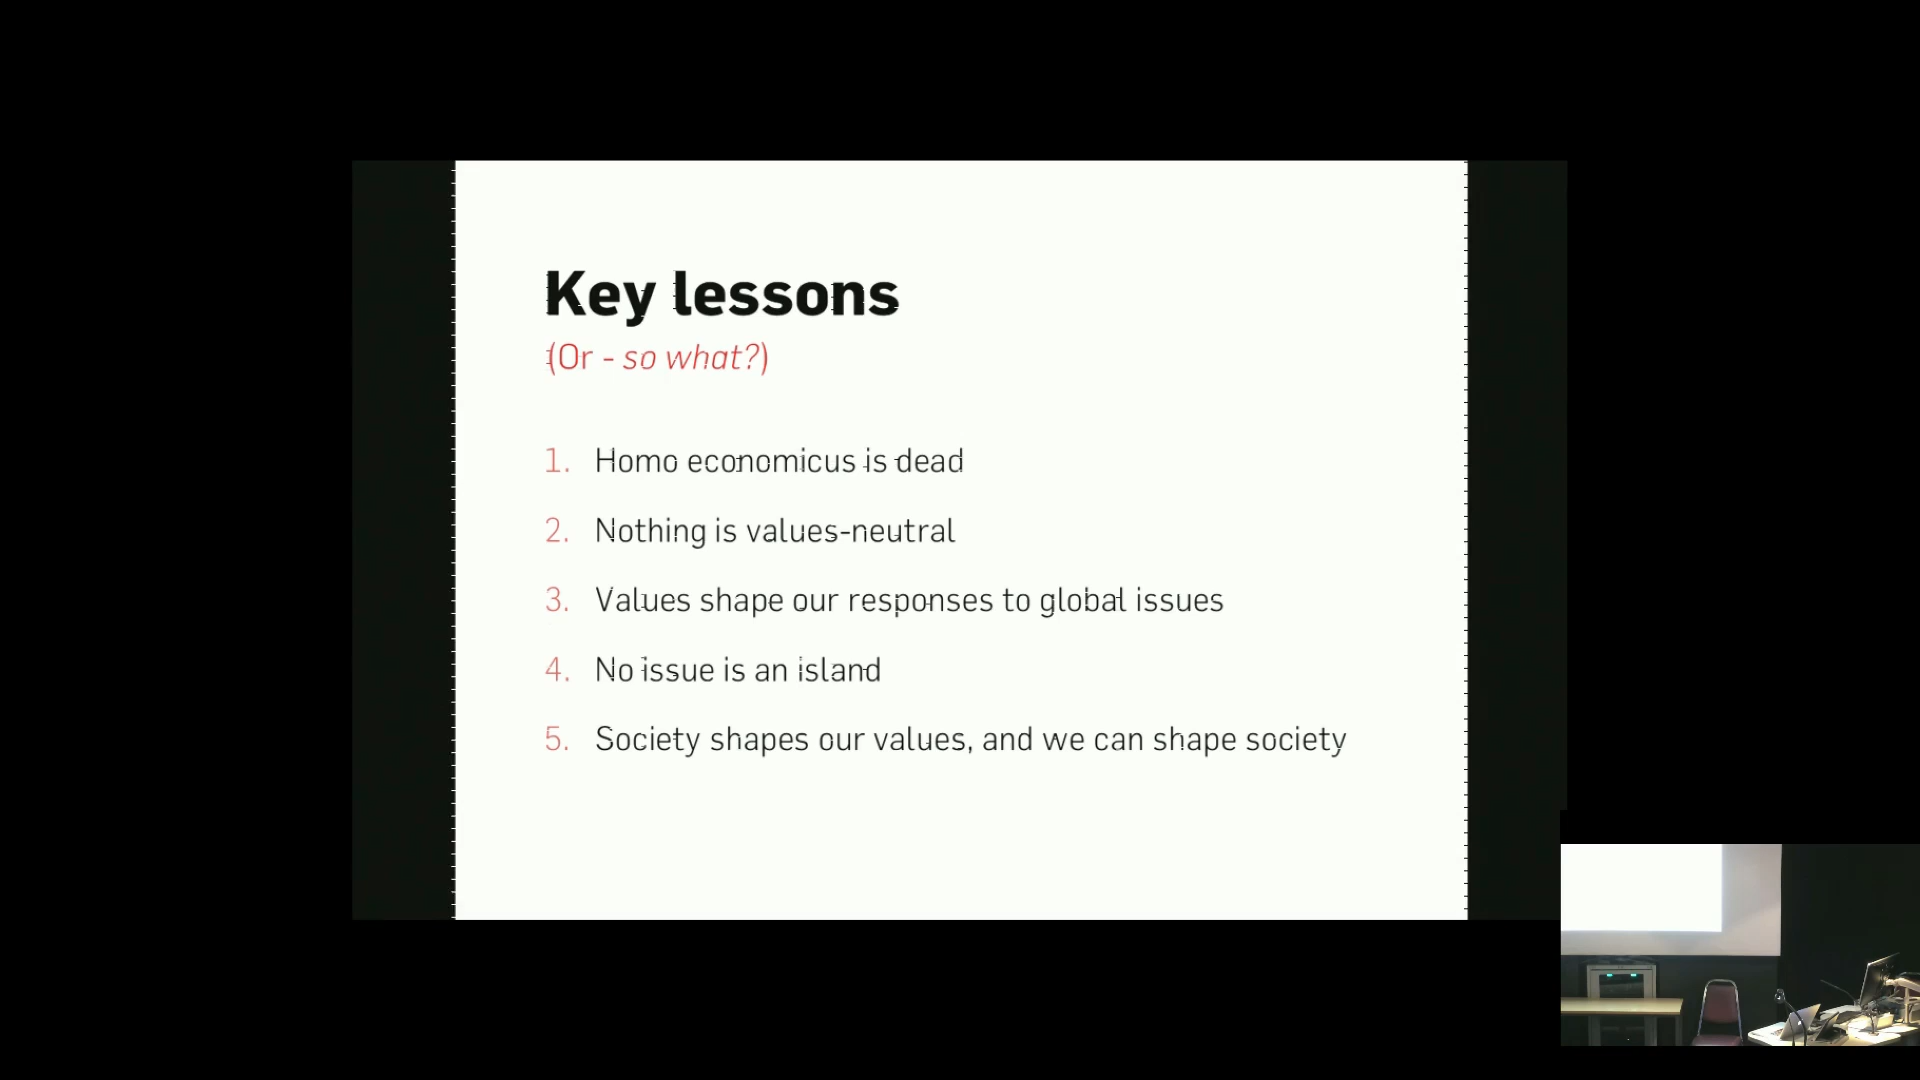 Key lessons
(Or - so what?)
1. Homo economicus is dead
2. Nothing is values-neutral
3. Values shape our responses to global issues
4. No issue is an island
5. Society shapes our values, and we can shape society